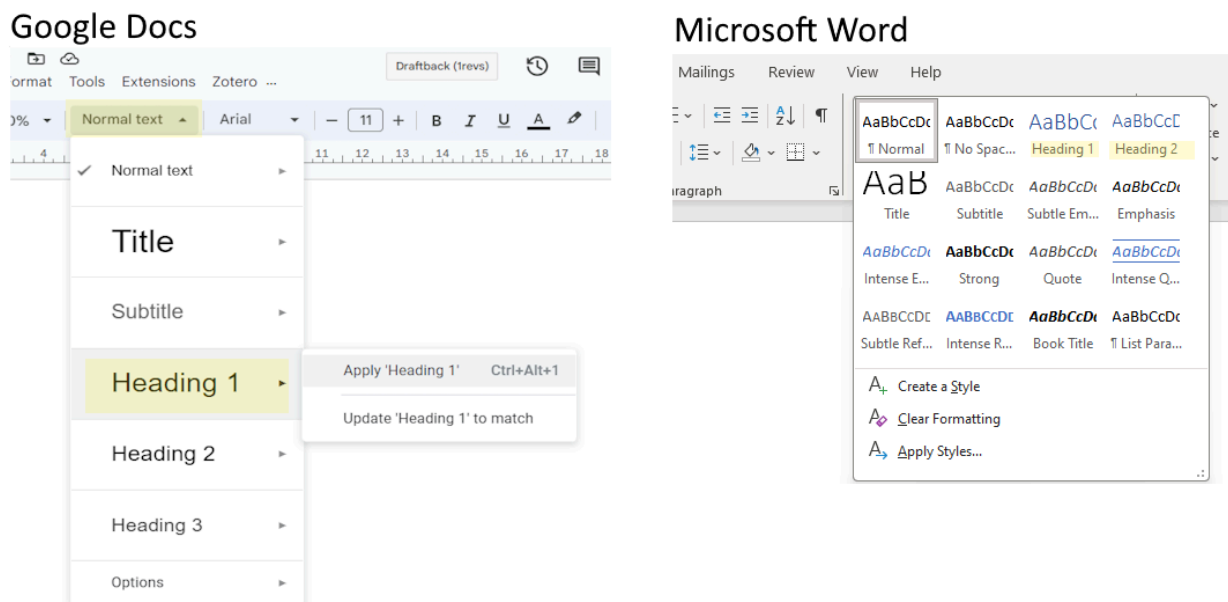 Google Docs
ormat Tools Extensions Zotero ...
Draftback (1revs)
0% Normal text Arial − 11 + B I U A
4 11 12 13 14 15 16 17 18
Normal text
Title
Subtitle
Heading 1
Apply 'Heading 1' Ctrl+Alt+1
Update 'Heading 1' to match
Heading 2
Heading 3
Options
Microsoft Word
Mailings Review View Help
AaBbCcDc AaBbCcDc AaBbCc AaBbCcC
¶ Normal ¶ No Spac... Heading 1 Heading 2
AaB AaBbCcDc AaBbCcDc AaBbCcDc
Title Subtitle Subtle Em... Emphasis
AaBbCcDc AaBbCcDc AaBbCcDc AaBbCcDc
Intense E... Strong Quote Intense Q...
AABBCCDD AABBCCDD AaBbCcDc AaBbCcDc
Subtle Ref... Intense R... Book Title ¶ List Para...
aragraph
Create a Style
Clear Formatting
Apply Styles...